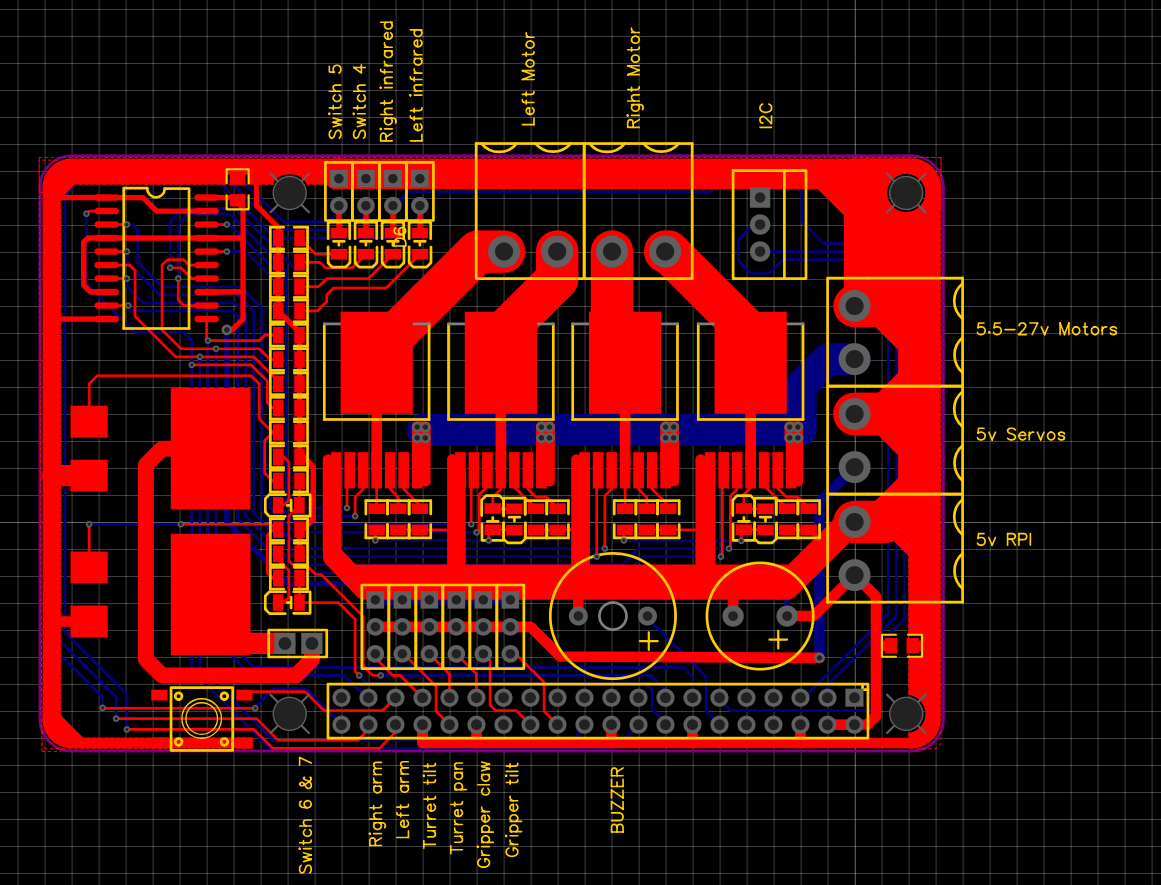 Switch 5
Switch 4
Right infrared
Left infrared
Left Motor
Right Motor
I2C
D6
5.5-27v Motors
5v Servos
5v RPI
Switch 6 & 7
Right arm
Left arm
Turret tilt
Turret pan
Gripper claw
Gripper tilt
BUZZER